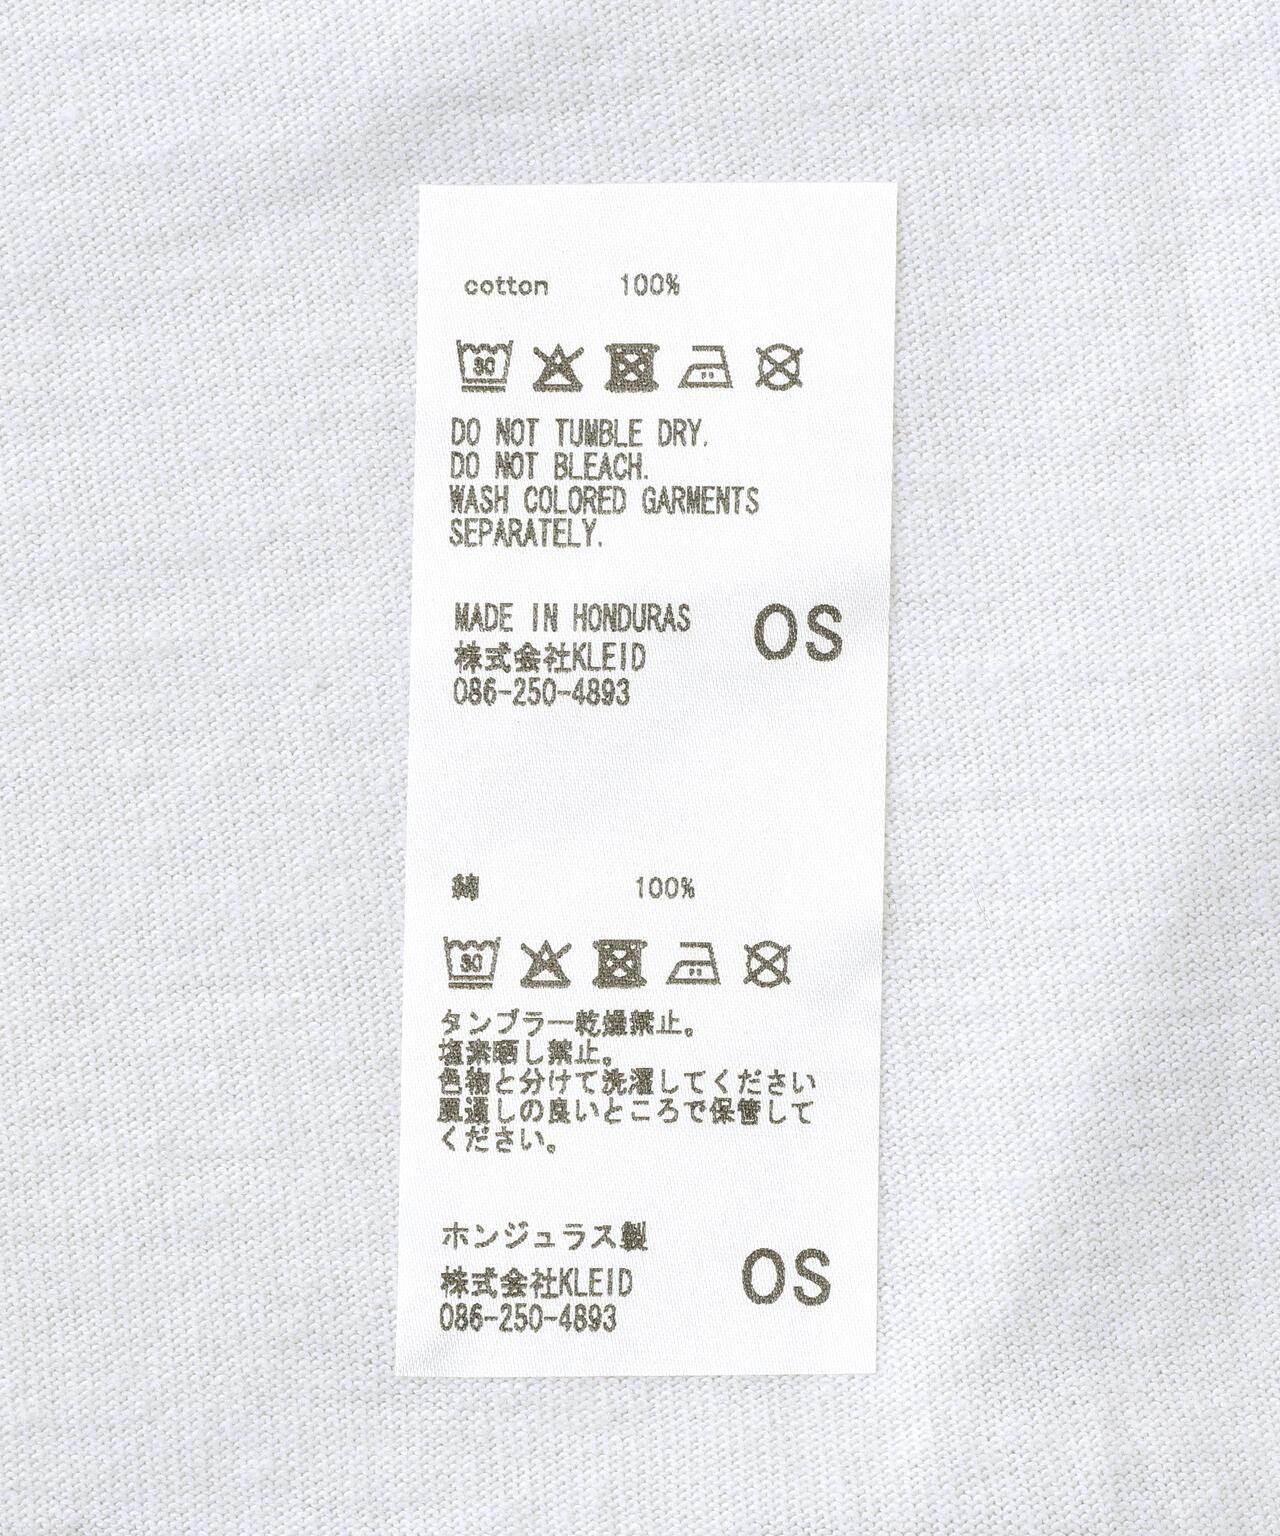 cotton 100%
30
DO NOT TUMBLE DRY.
DO NOT BLEACH.
WASH COLORED GARMENTS
SEPARATELY.
MADE IN HONDURAS
OS
株式会社KLEID
086-250-4893
綿 100%
30
タンブラー乾燥禁止。
塩素晒し禁止。
色物と分けて洗濯してください
風通しの良いところで保管して
ください。
ホンジュラス製
OS
株式会社KLEID
086-250-4893